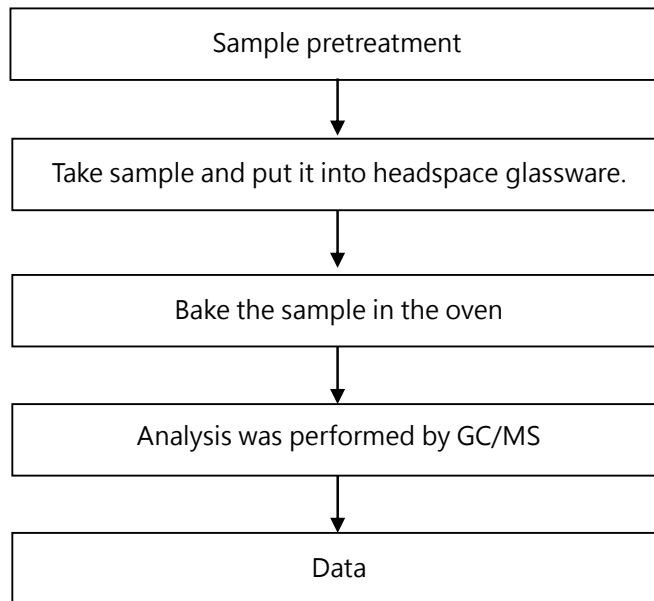 Sample pretreatment
Take sample and put it into headspace glassware.
Bake the sample in the oven
Analysis was performed by GC/MS
Data